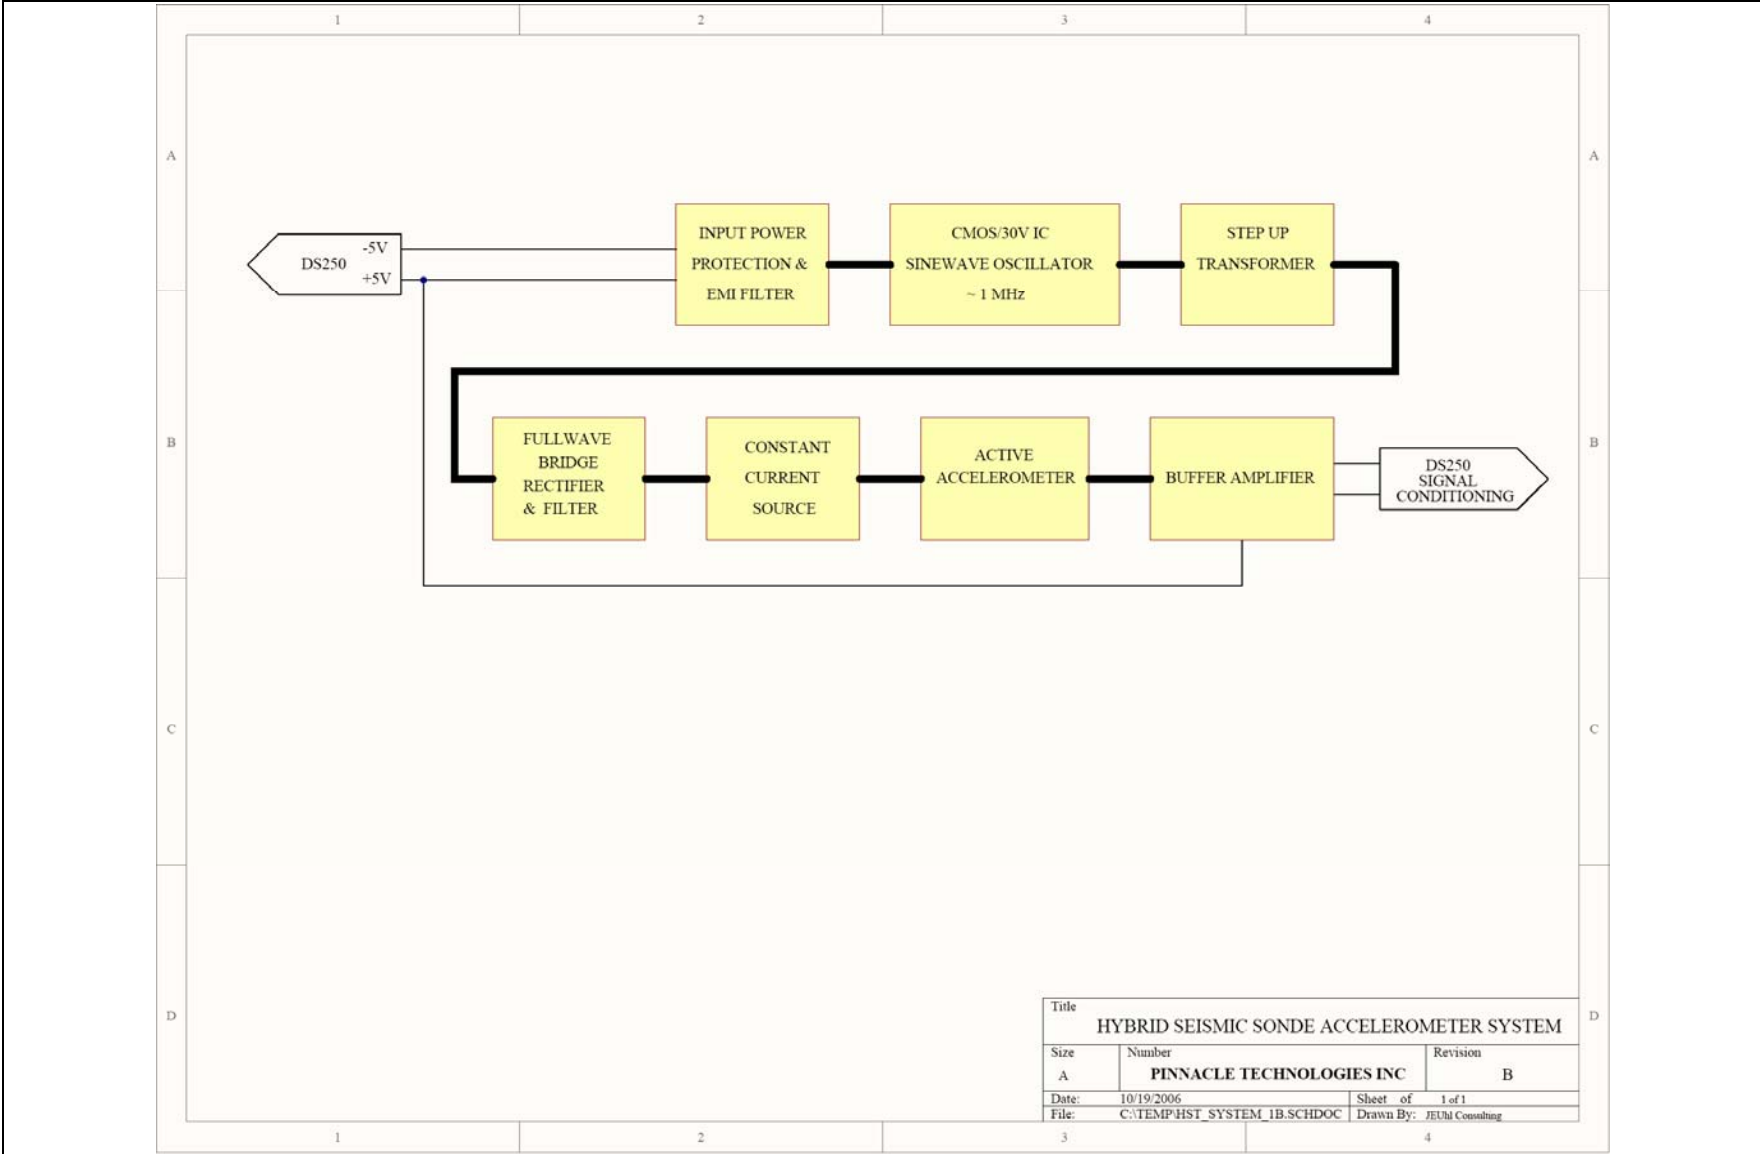 1 2 3 4
A A
-5V
DS250
+5V
INPUT POWER
PROTECTION &
EMI FILTER
CMOS/30V IC
SINEWAVE OSCILLATOR
~ 1 MHz
STEP UP
TRANSFORMER
B B
FULLWAVE
BRIDGE
RECTIFIER
& FILTER
CONSTANT
CURRENT
SOURCE
ACTIVE
ACCELEROMETER
BUFFER AMPLIFIER
DS250
SIGNAL
CONDITIONING
C C
D D
Title
HYBRID SEISMIC SONDE ACCELEROMETER SYSTEM
Size Number Revision
A PINNACLE TECHNOLOGIES INC B
Date: 10/19/2006 Sheet of 1 of 1
File: C:\TEMP\HST_SYSTEM_1B.SCHDOC Drawn By: JEUhl Consulting
1 2 3 4